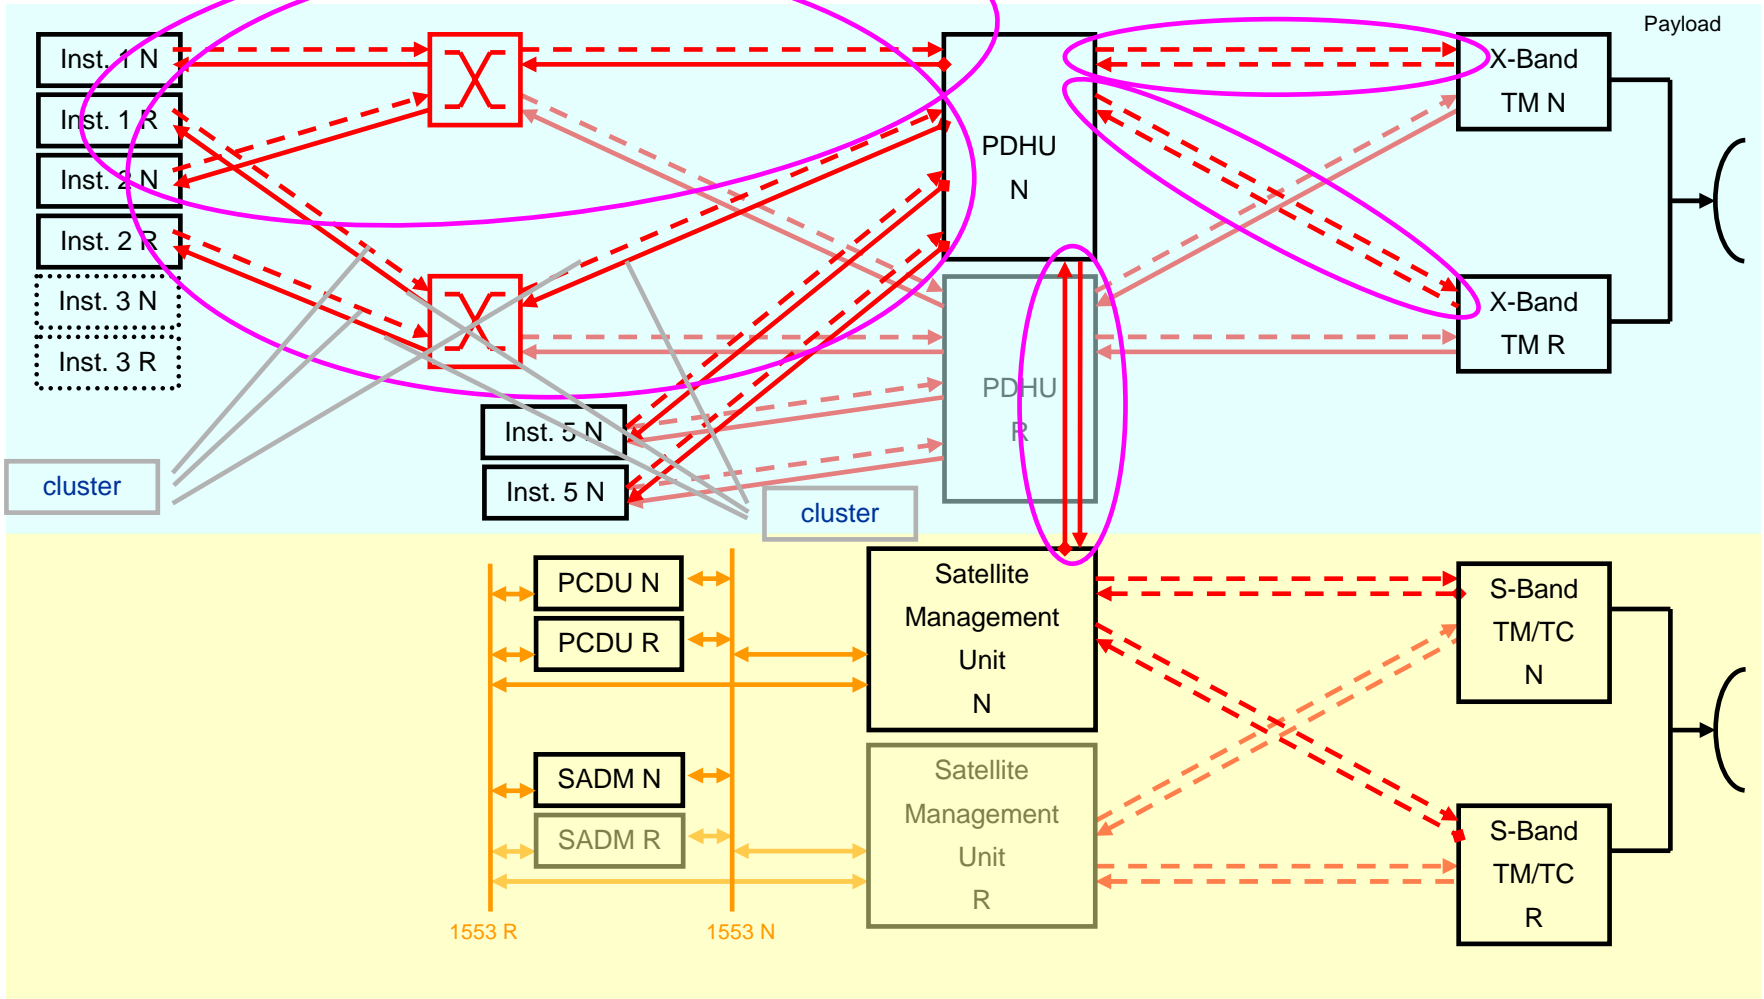 Payload
Inst. 1 N
Inst. 1 R
Inst. 2 N
Inst. 2 R
Inst. 3 N
Inst. 3 R
PDHU
N
X-Band
TM N
X-Band
TM R
PDHU
R
Inst. 5 N
Inst. 5 N
cluster
cluster
PCDU N
PCDU R
SADM N
SADM R
1553 R
1553 N
Satellite
Management
Unit
N
Satellite
Management
Unit
R
S-Band
TM/TC
N
S-Band
TM/TC
R